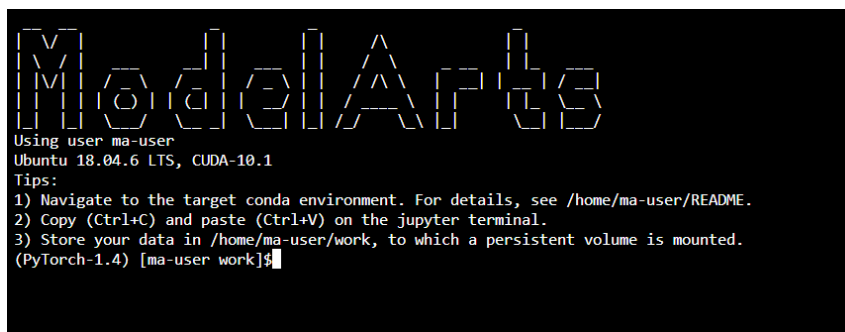 ModelArts
Using user ma-user
Ubuntu 18.04.6 LTS, CUDA-10.1
Tips:
1) Navigate to the target conda environment. For details, see /home/ma-user/README.
2) Copy (Ctrl+C) and paste (Ctrl+V) on the jupyter terminal.
3) Store your data in /home/ma-user/work, to which a persistent volume is mounted.
(PyTorch-1.4) [ma-user work]$